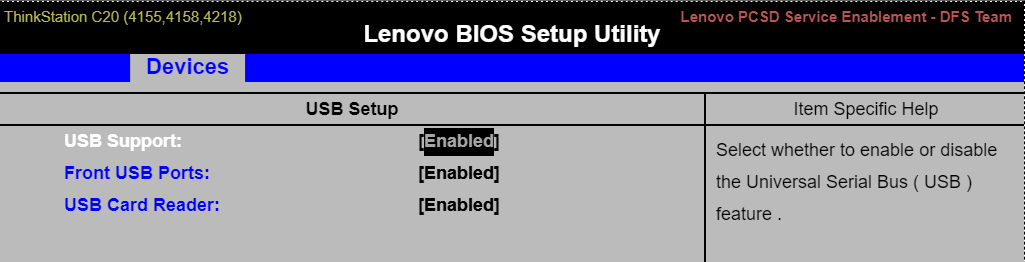 ThinkStation C20 (4155,4158,4218)
Lenovo PCSD Service Enablement - DFS Team
Lenovo BIOS Setup Utility
Devices
USB Setup
Item Specific Help
USB Support: [Enabled]
Front USB Ports: [Enabled]
USB Card Reader: [Enabled]
Select whether to enable or disable
the Universal Serial Bus ( USB )
feature .